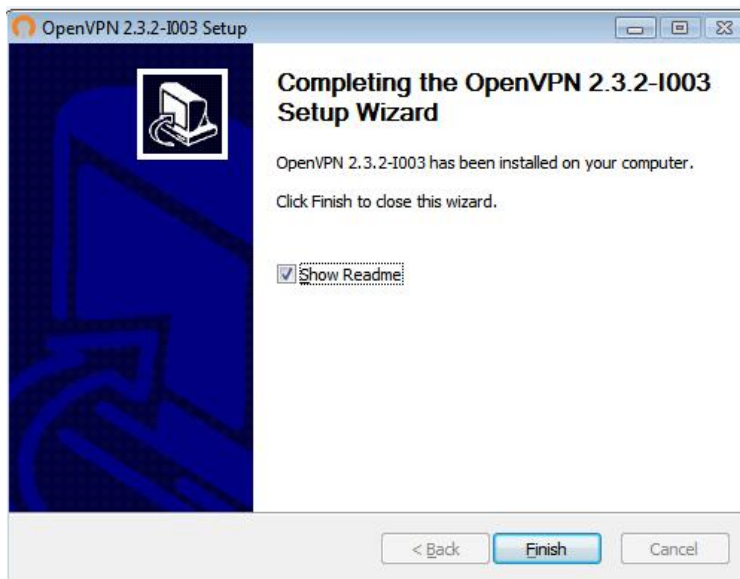 OpenVPN 2.3.2-I003 Setup
Completing the OpenVPN 2.3.2-I003
Setup Wizard
OpenVPN 2.3.2-I003 has been installed on your computer.
Click Finish to close this wizard.
Show Readme
< Back
Finish
Cancel